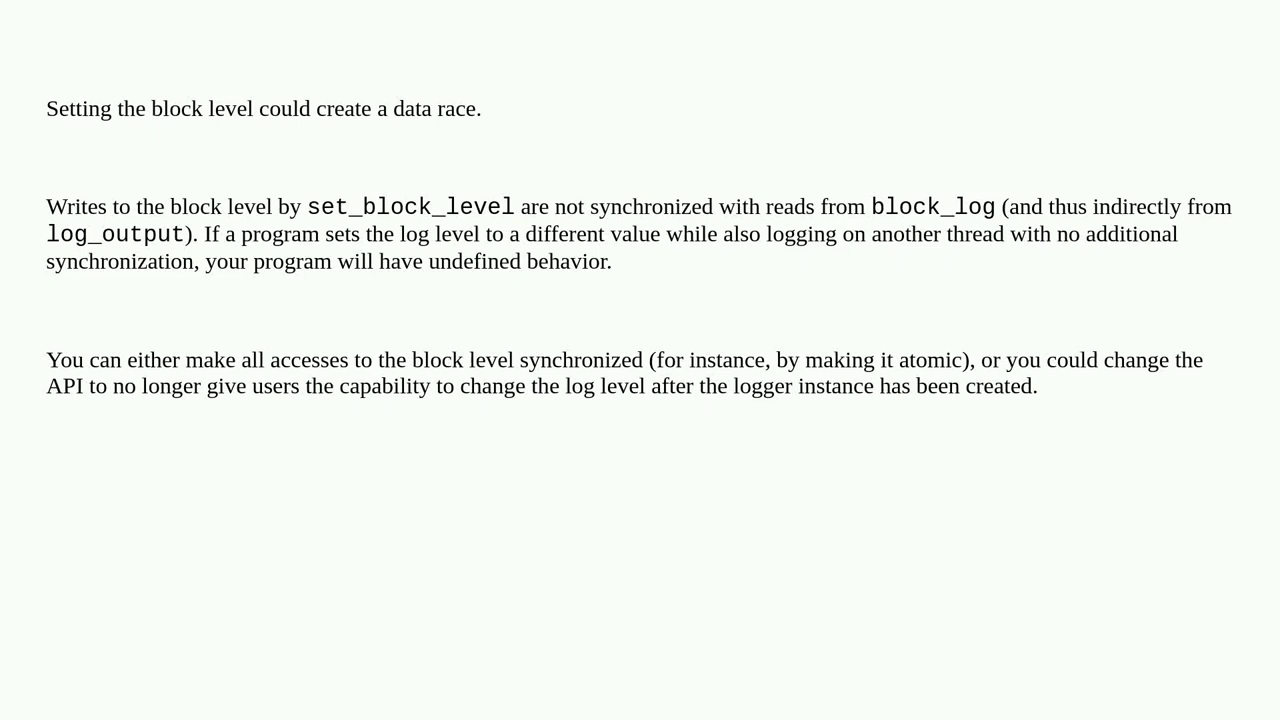 Setting the block level could create a data race.
Writes to the block level by set_block_level are not synchronized with reads from block_log (and thus indirectly from
log_output). If a program sets the log level to a different value while also logging on another thread with no additional
synchronization, your program will have undefined behavior.
You can either make all accesses to the block level synchronized (for instance, by making it atomic), or you could change the
API to no longer give users the capability to change the log level after the logger instance has been created.